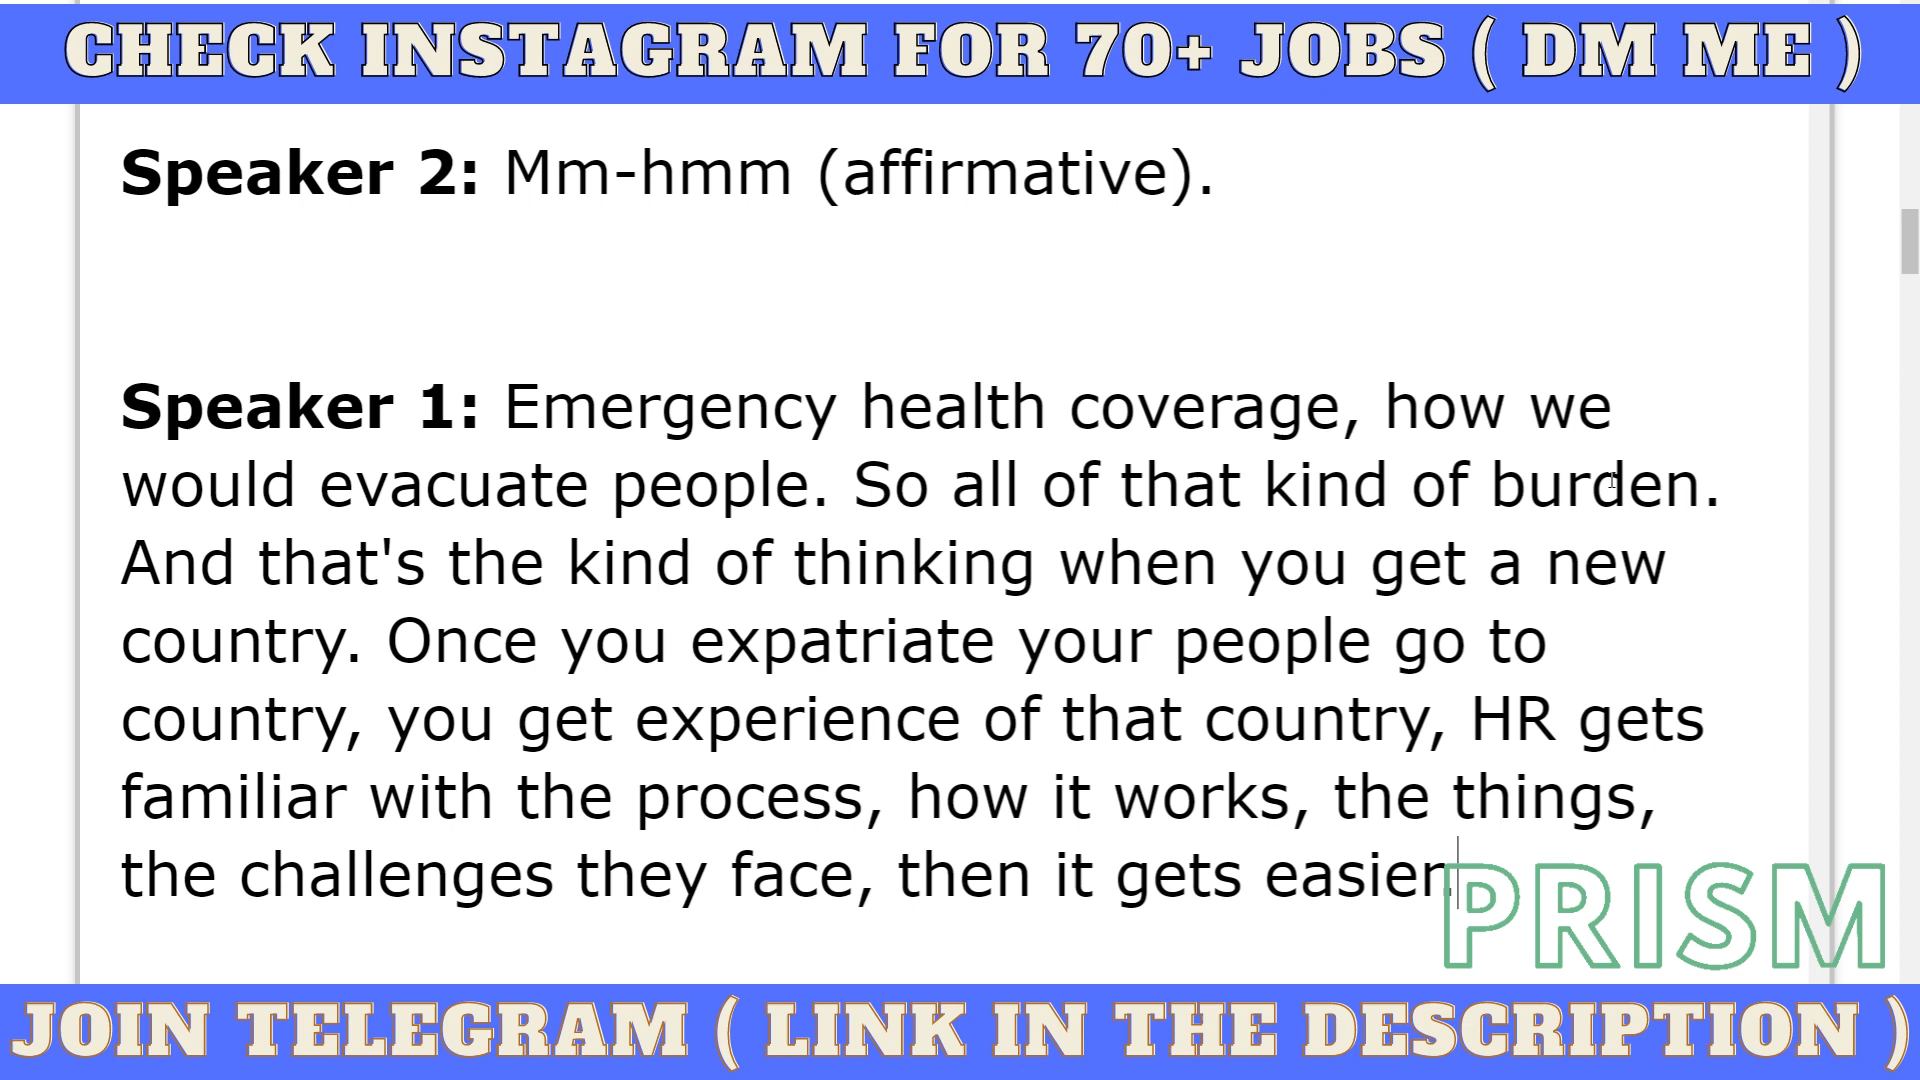 CHECK INSTAGRAM FOR 70+ JOBS ( DM ME )
Speaker 2: Mm-hmm (affirmative).
Speaker 1: Emergency health coverage, how we
would evacuate people. So all of that kind of burden.
And that's the kind of thinking when you get a new
country. Once you expatriate your people go to
country, you get experience of that country, HR gets
familiar with the process, how it works, the things,
the challenges they face, then it gets easier.
PRISM
JOIN TELEGRAM ( LINK IN THE DESCRIPTION )